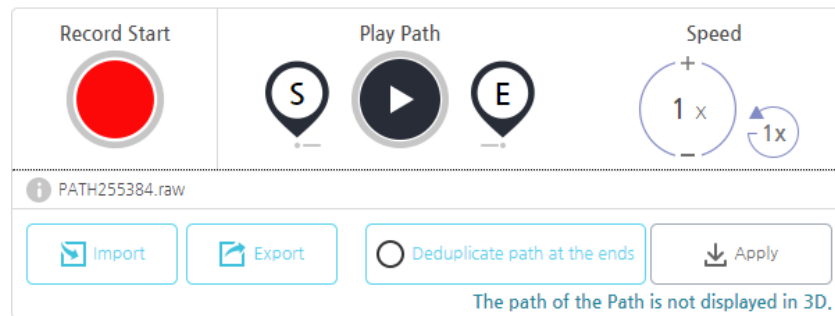 Record Start
Play Path
Speed
S
E
+
1 x
−
1x
PATH255384.raw
Import
Export
Deduplicate path at the ends
Apply
The path of the Path is not displayed in 3D.